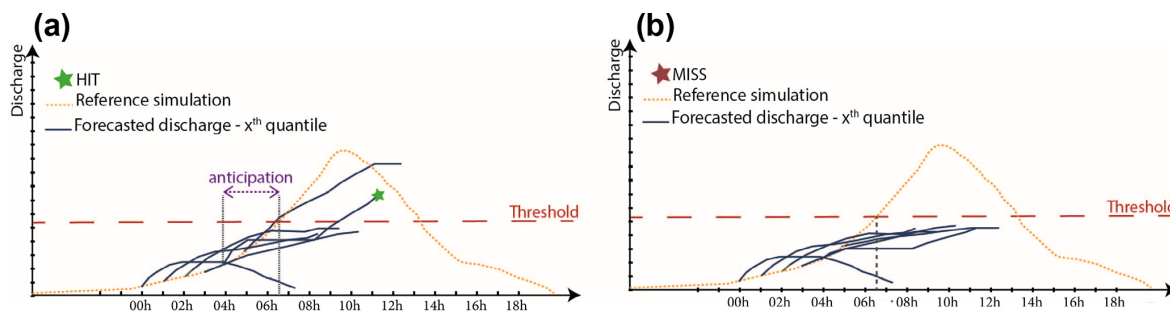 (a)
Discharge
HIT
Reference simulation
Forecasted discharge - xth quantile
anticipation
Threshold
00h 02h 04h 06h 08h 10h 12h 14h 16h 18h
(b)
Discharge
MISS
Reference simulation
Forecasted discharge - xth quantile
Threshold
00h 02h 04h 06h 08h 10h 12h 14h 16h 18h